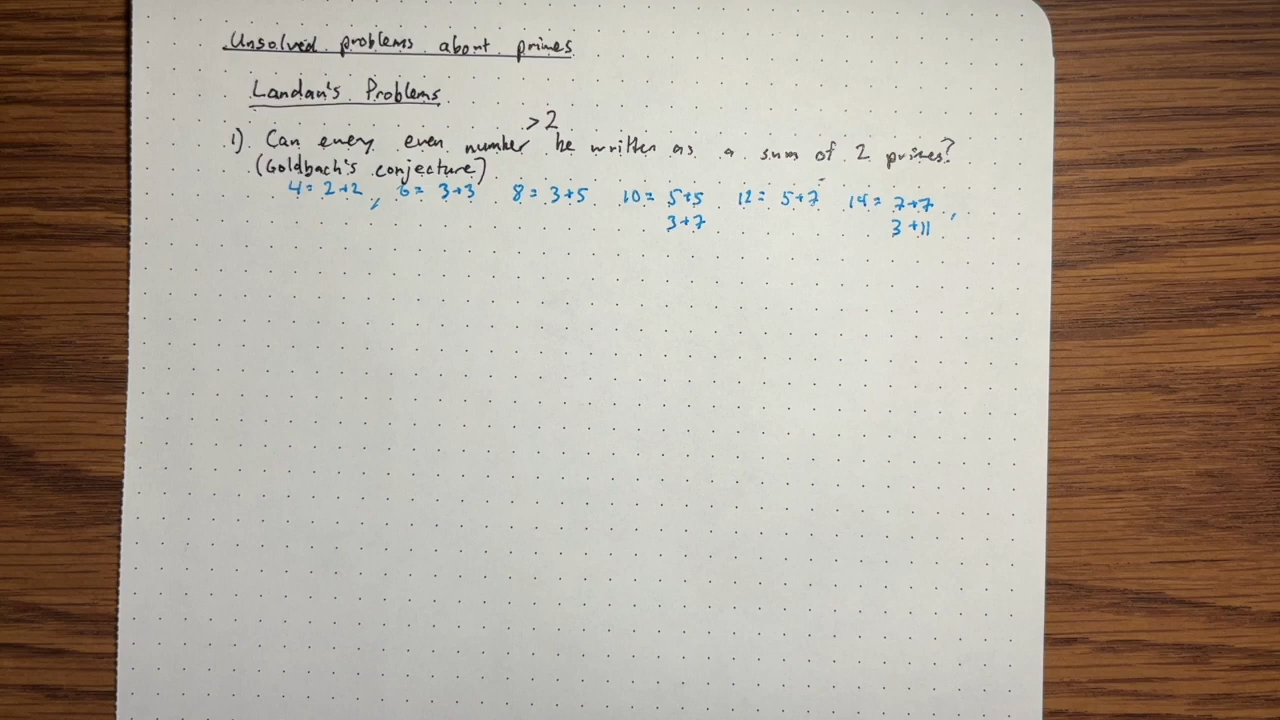 Unsolved problems about primes
Landau's Problems
>2
1) Can every even number be written as a sum of 2 primes?
(Goldbach's conjecture)
4 = 2+2, 6 = 3+3 8 = 3+5 10 = 5+5 12 = 5+7 14 = 7+7,
3+7 3+11